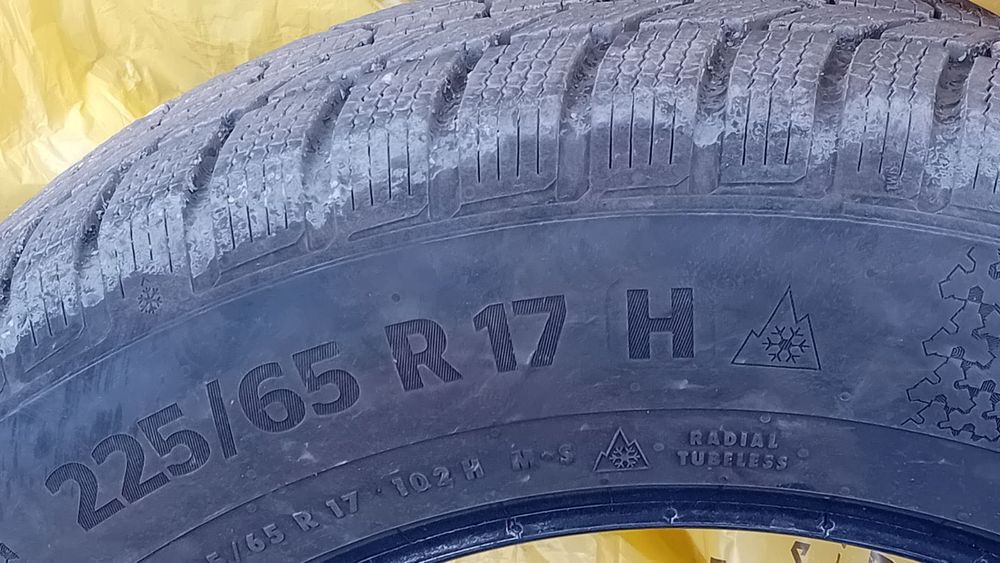 225/65 R 17 H
5/65 R 17 102 H M+S
RADIAL
TUBELESS